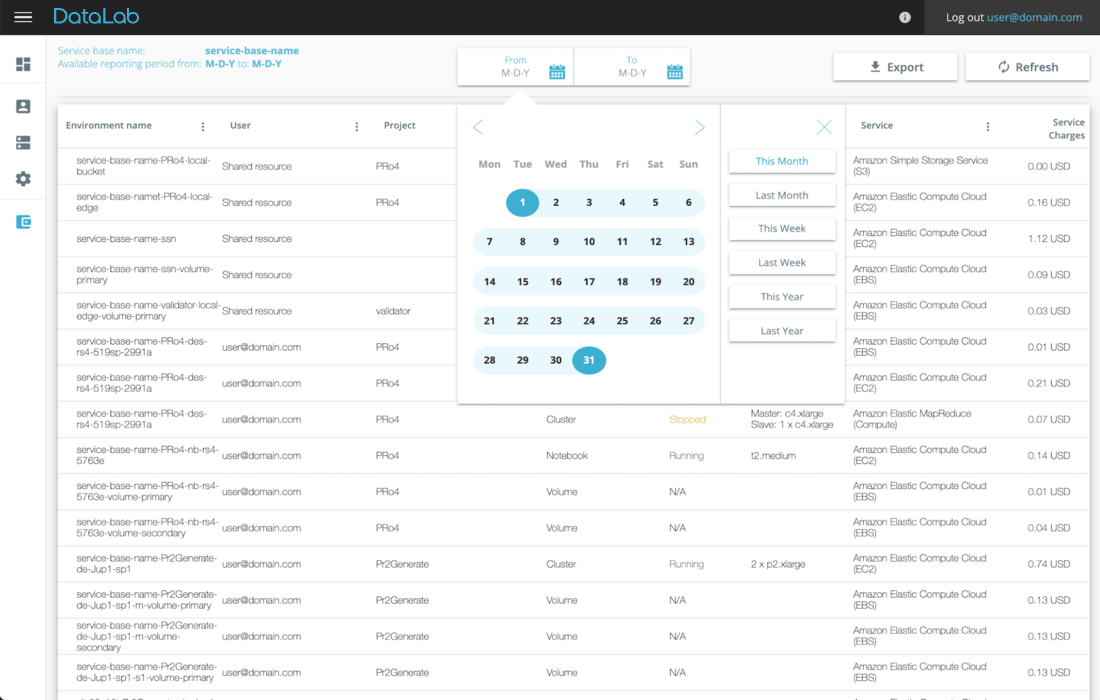 DataLab
Log out user@domain.com
Service base name: service-base-name
Available reporting period from: M-D-Y to: M-D-Y
From
M-D-Y
To
M-D-Y
Export
Refresh
Environment name User Project Service Service
Charges
Mon Tue Wed Thu Fri Sat Sun
1 2 3 4 5 6
7 8 9 10 11 12 13
14 15 16 17 18 19 20
21 22 23 24 25 26 27
28 29 30 31
This Month
Last Month
This Week
Last Week
This Year
Last Year
service-base-name-PRo4-local-
bucket
Shared resource PRo4 Amazon Simple Storage Service
(S3)
0.00 USD
service-base-namet-PRo4-local-
edge
Shared resource PRo4 Amazon Elastic Compute Cloud
(EC2)
0.16 USD
service-base-name-ssn Shared resource Amazon Elastic Compute Cloud
(EC2)
1.12 USD
service-base-name-ssn-volume-
primary
Shared resource Amazon Elastic Compute Cloud
(EBS)
0.09 USD
service-base-name-validator-local-
edge-volume-primary
Shared resource validator Amazon Elastic Compute Cloud
(EBS)
0.03 USD
service-base-name-PRo4-des-
rs4-519sp-2991a
user@domain.com PRo4 Amazon Elastic Compute Cloud
(EBS)
0.01 USD
service-base-name-PRo4-des-
rs4-519sp-2991a
user@domain.com PRo4 Amazon Elastic Compute Cloud
(EC2)
0.21 USD
service-base-name-PRo4-des-
rs4-519sp-2991a
user@domain.com PRo4 Cluster Stopped Master: c4.xlarge
Slave: 1 x c4.xlarge
Amazon Elastic MapReduce
(Compute)
0.07 USD
service-base-name-PRo4-nb-rs4-
5763e
user@domain.com PRo4 Notebook Running t2.medium Amazon Elastic Compute Cloud
(EC2)
0.14 USD
service-base-name-PRo4-nb-rs4-
5763e-volume-primary
user@domain.com PRo4 Volume N/A Amazon Elastic Compute Cloud
(EBS)
0.01 USD
service-base-name-PRo4-nb-rs4-
5763e-volume-secondary
user@domain.com PRo4 Volume N/A Amazon Elastic Compute Cloud
(EBS)
0.04 USD
service-base-name-Pr2Generate-
de-Jup1-sp1
user@domain.com Pr2Generate Cluster Running 2 x p2.xlarge Amazon Elastic Compute Cloud
(EC2)
0.74 USD
service-base-name-Pr2Generate-
de-Jup1-sp1-m-volume-primary
user@domain.com Pr2Generate Volume N/A Amazon Elastic Compute Cloud
(EBS)
0.13 USD
service-base-name-Pr2Generate-
de-Jup1-sp1-m-volume-
secondary
user@domain.com Pr2Generate Volume N/A Amazon Elastic Compute Cloud
(EBS)
0.13 USD
service-base-name-Pr2Generate-
de-Jup1-sp1-s1-volume-primary
user@domain.com Pr2Generate Volume N/A Amazon Elastic Compute Cloud
(EBS)
0.13 USD